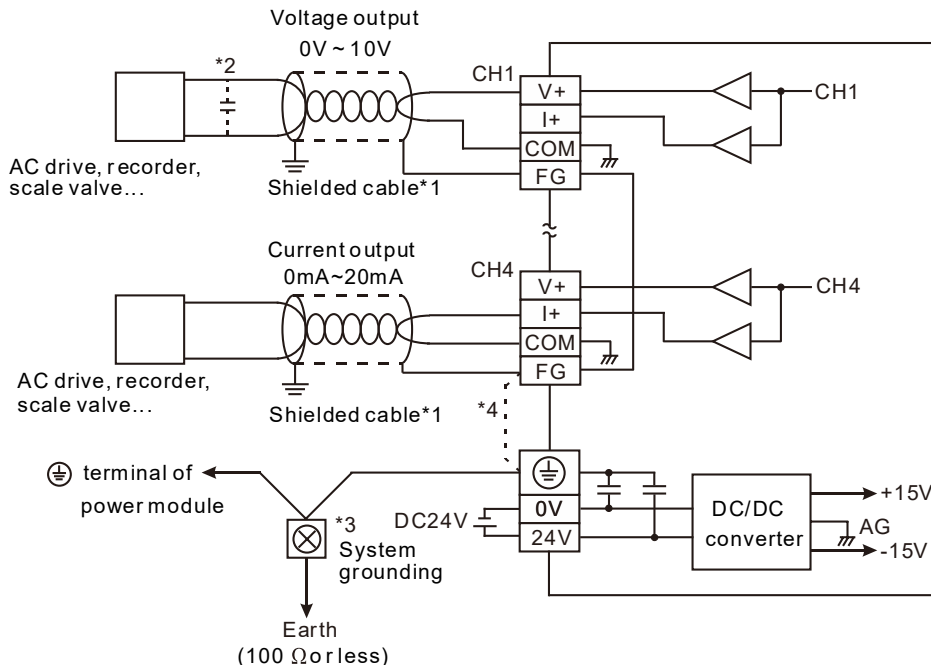 Voltage output
0V ~ 10V
*2
CH1
V+
I+
COM
FG
CH1
AC drive, recorder,
scale valve...
Shielded cable*1
Current output
0mA~20mA
CH4
V+
I+
COM
FG
CH4
AC drive, recorder,
scale valve...
Shielded cable*1
*4
terminal of
power module
*3
System
grounding
DC24V
0V
24V
DC/DC
converter
+15V
AG
-15V
Earth
(100 Ω or less)